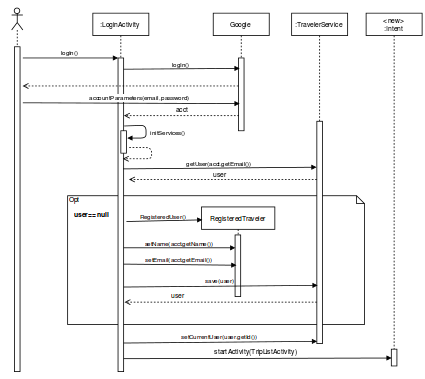 :LoginActivity
Google
:TravelerService
<new>
:Intent
login()
login()
accountParameters(email, password)
acct
initServices()
getUser(acct.getEmail())
user
Opt
user==null
RegisteredUser()
RegisteredTraveler
setName(acct.getName())
setEmail(acct.getEmail())
save(user)
user
setCurrentUser(user.getId())
startActivity(TripListActivity)